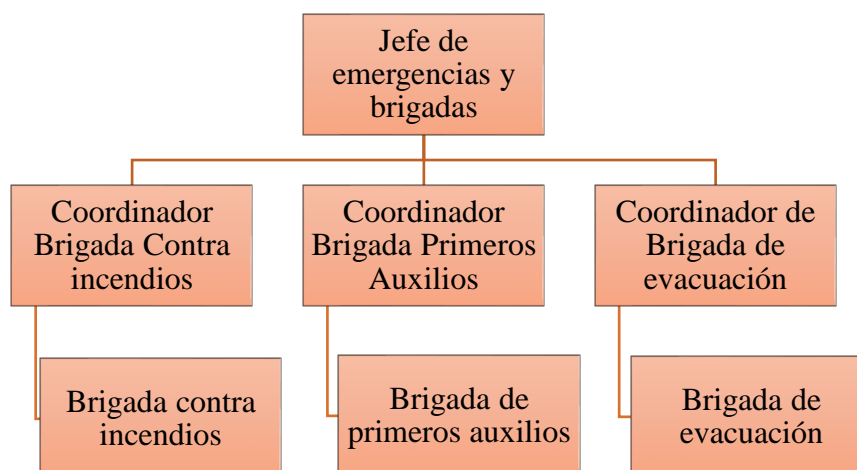 Jefe de
emergencias y
brigadas
Coordinador
Brigada Contra
incendios
Coordinador
Brigada Primeros
Auxilios
Coordinador de
Brigada de
evacuación
Brigada contra
incendios
Brigada de
primeros auxilios
Brigada de
evacuación